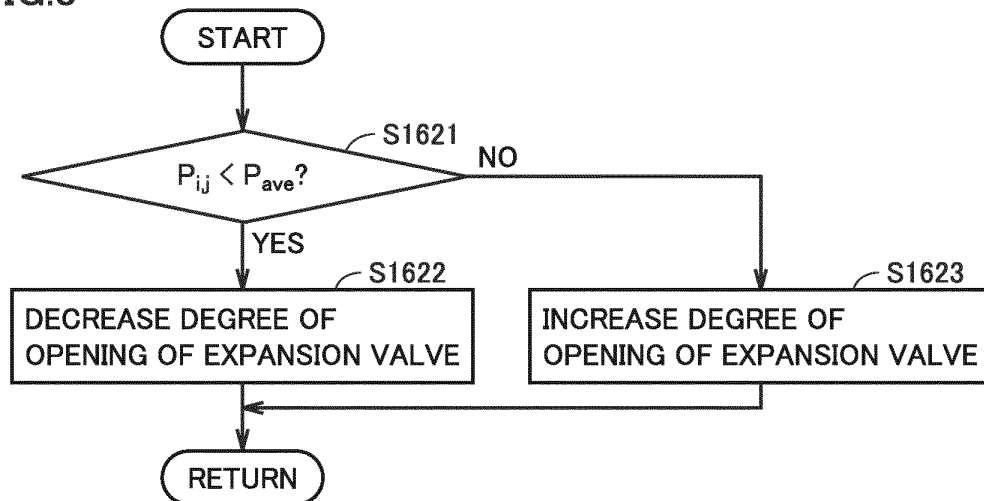 START
S1621
Pij < Pave?
NO
YES
S1622
S1623
DECREASE DEGREE OF
OPENING OF EXPANSION VALVE
INCREASE DEGREE OF
OPENING OF EXPANSION VALVE
RETURN